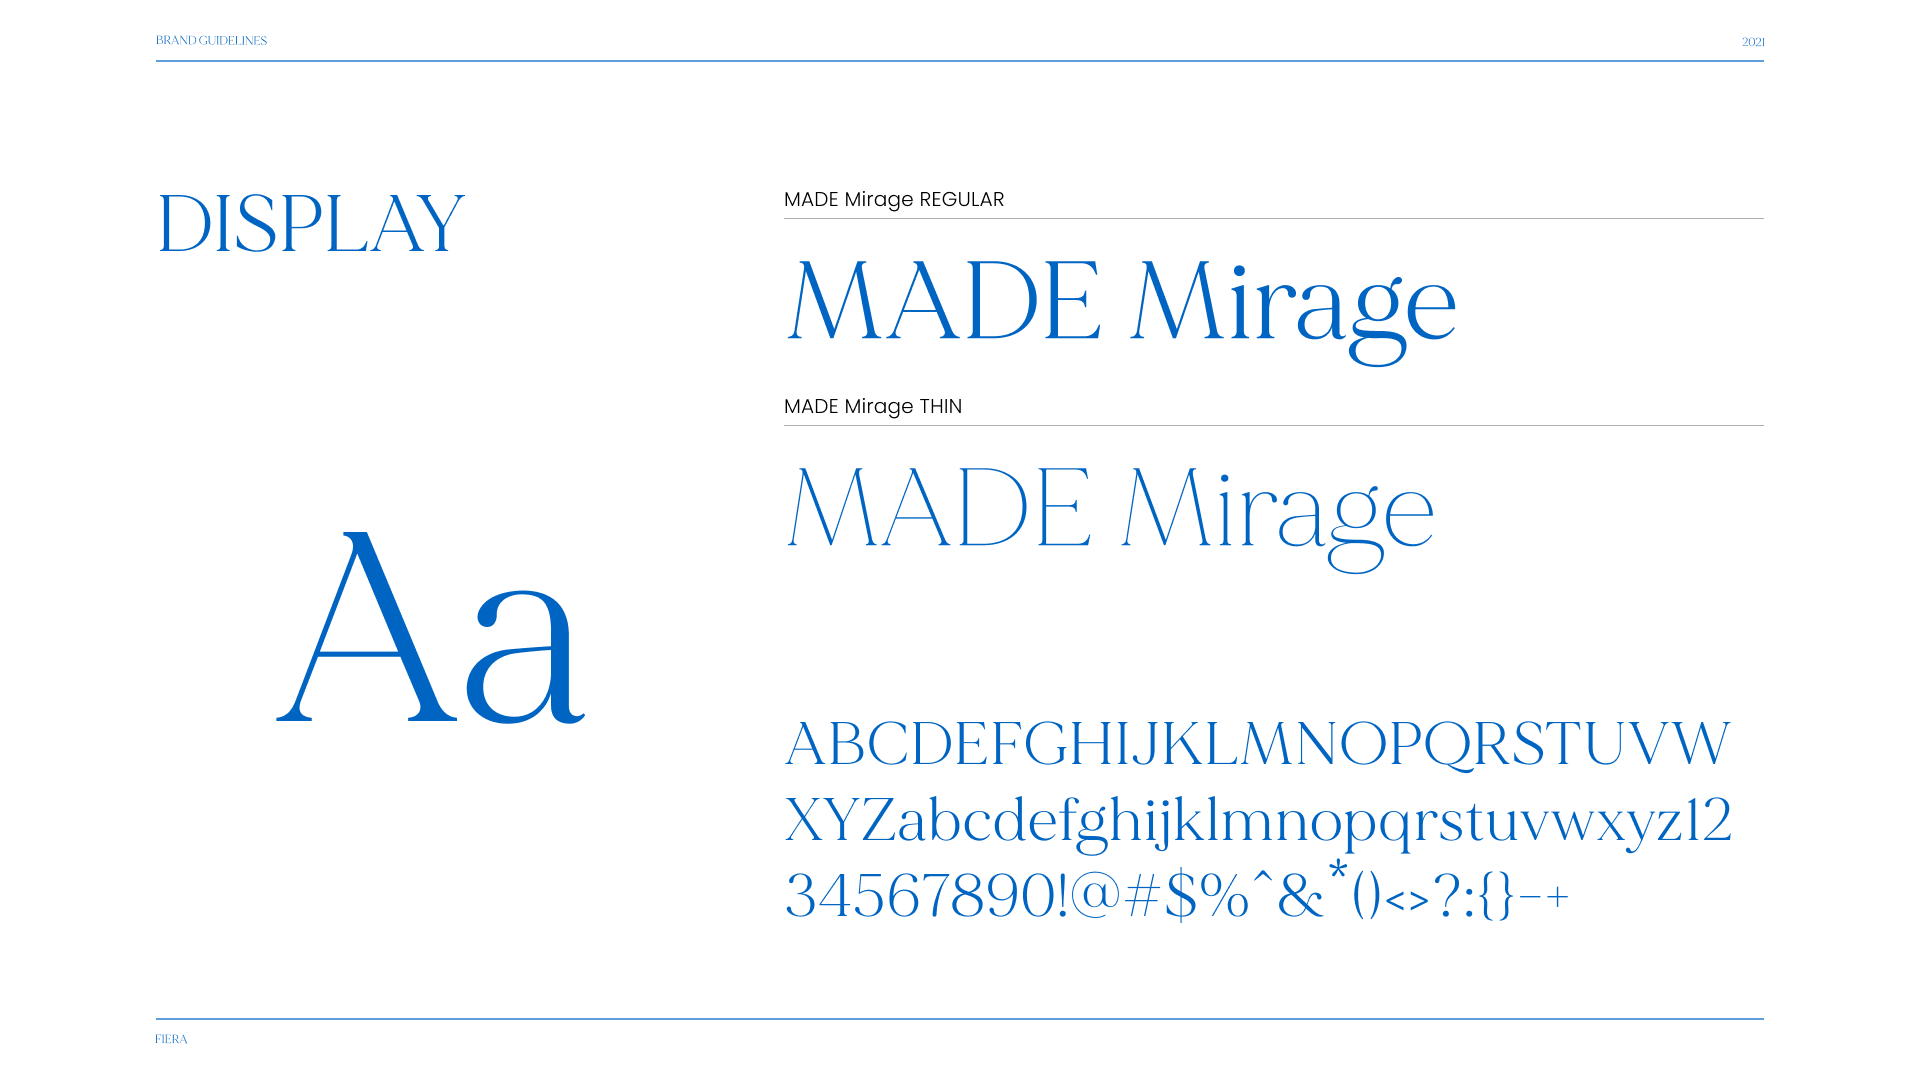 BRAND GUIDELINES
2021
DISPLAY
MADE Mirage REGULAR
MADE Mirage
MADE Mirage THIN
MADE Mirage
Aa
ABCDEFGHIJKLMNOPQRSTUVW
XYZabcdefghijklmnopqrstuvwxyz12
34567890!@#$%^&*()<>?:{}-+
FIERA